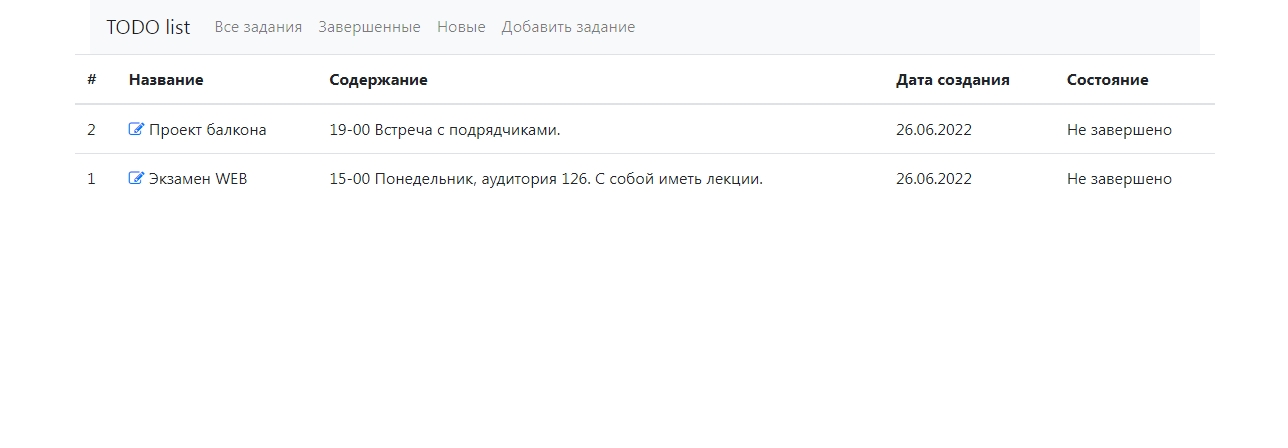 TODO list Все задания Завершенные Новые Добавить задание
# Название Содержание Дата создания Состояние
2 Проект балкона 19-00 Встреча с подрядчиками. 26.06.2022 Не завершено
1 Экзамен WEB 15-00 Понедельник, аудитория 126. С собой иметь лекции. 26.06.2022 Не завершено